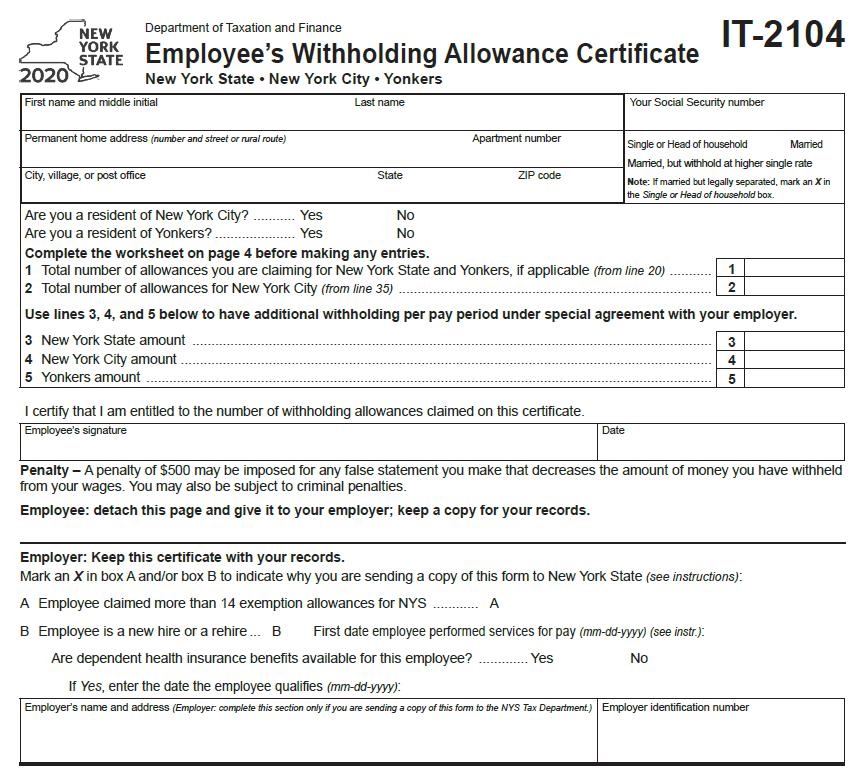 NEW
YORK
STATE
2020
Department of Taxation and Finance
Employee's Withholding Allowance Certificate
New York State • New York City • Yonkers
IT-2104
First name and middle initial Last name Your Social Security number
Permanent home address (number and street or rural route) Apartment number
Single or Head of household Married
Married, but withhold at higher single rate
Note: If married but legally separated, mark an X in
the Single or Head of household box.
City, village, or post office State ZIP code
Are you a resident of New York City? ........... Yes No
Are you a resident of Yonkers? ..................... Yes No
Complete the worksheet on page 4 before making any entries.
1 Total number of allowances you are claiming for New York State and Yonkers, if applicable (from line 20) ........... 1
2 Total number of allowances for New York City (from line 35) ........... 2
Use lines 3, 4, and 5 below to have additional withholding per pay period under special agreement with your employer.
3 New York State amount ........... 3
4 New York City amount ........... 4
5 Yonkers amount ........... 5
I certify that I am entitled to the number of withholding allowances claimed on this certificate.
Employee's signature Date
Penalty – A penalty of $500 may be imposed for any false statement you make that decreases the amount of money you have withheld
from your wages. You may also be subject to criminal penalties.
Employee: detach this page and give it to your employer; keep a copy for your records.
Employer: Keep this certificate with your records.
Mark an X in box A and/or box B to indicate why you are sending a copy of this form to New York State (see instructions):
A Employee claimed more than 14 exemption allowances for NYS ............ A
B Employee is a new hire or a rehire ... B First date employee performed services for pay (mm-dd-yyyy) (see instr.):
Are dependent health insurance benefits available for this employee? ............. Yes No
If Yes, enter the date the employee qualifies (mm-dd-yyyy):
Employer's name and address (Employer: complete this section only if you are sending a copy of this form to the NYS Tax Department.) Employer identification number